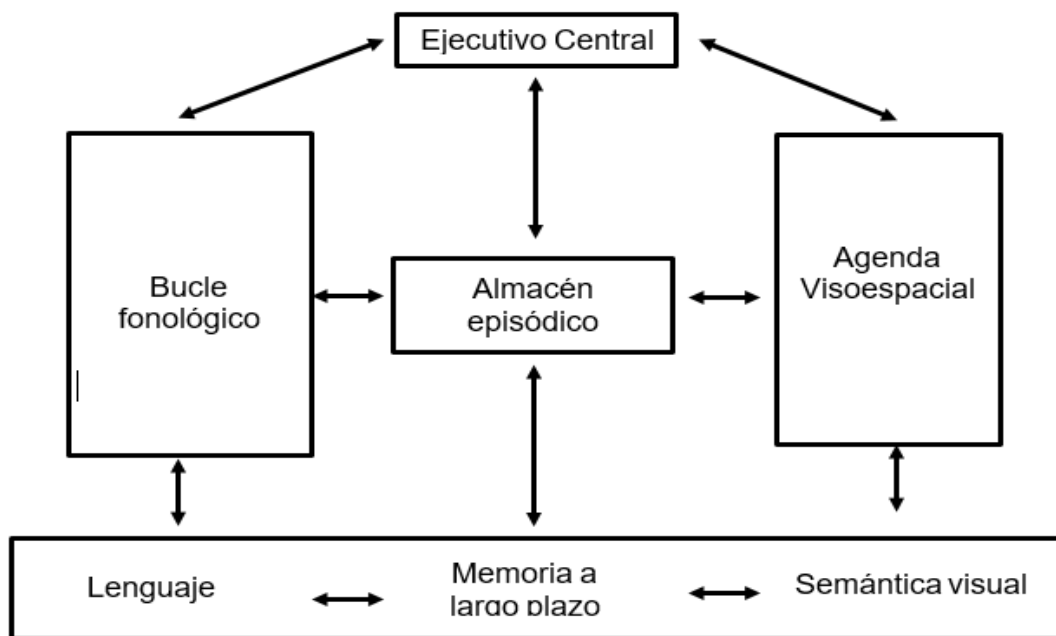 Ejecutivo Central
Bucle
fonológico
Almacén
episódico
Agenda
Visoespacial
Lenguaje
Memoria a
largo plazo
Semántica visual